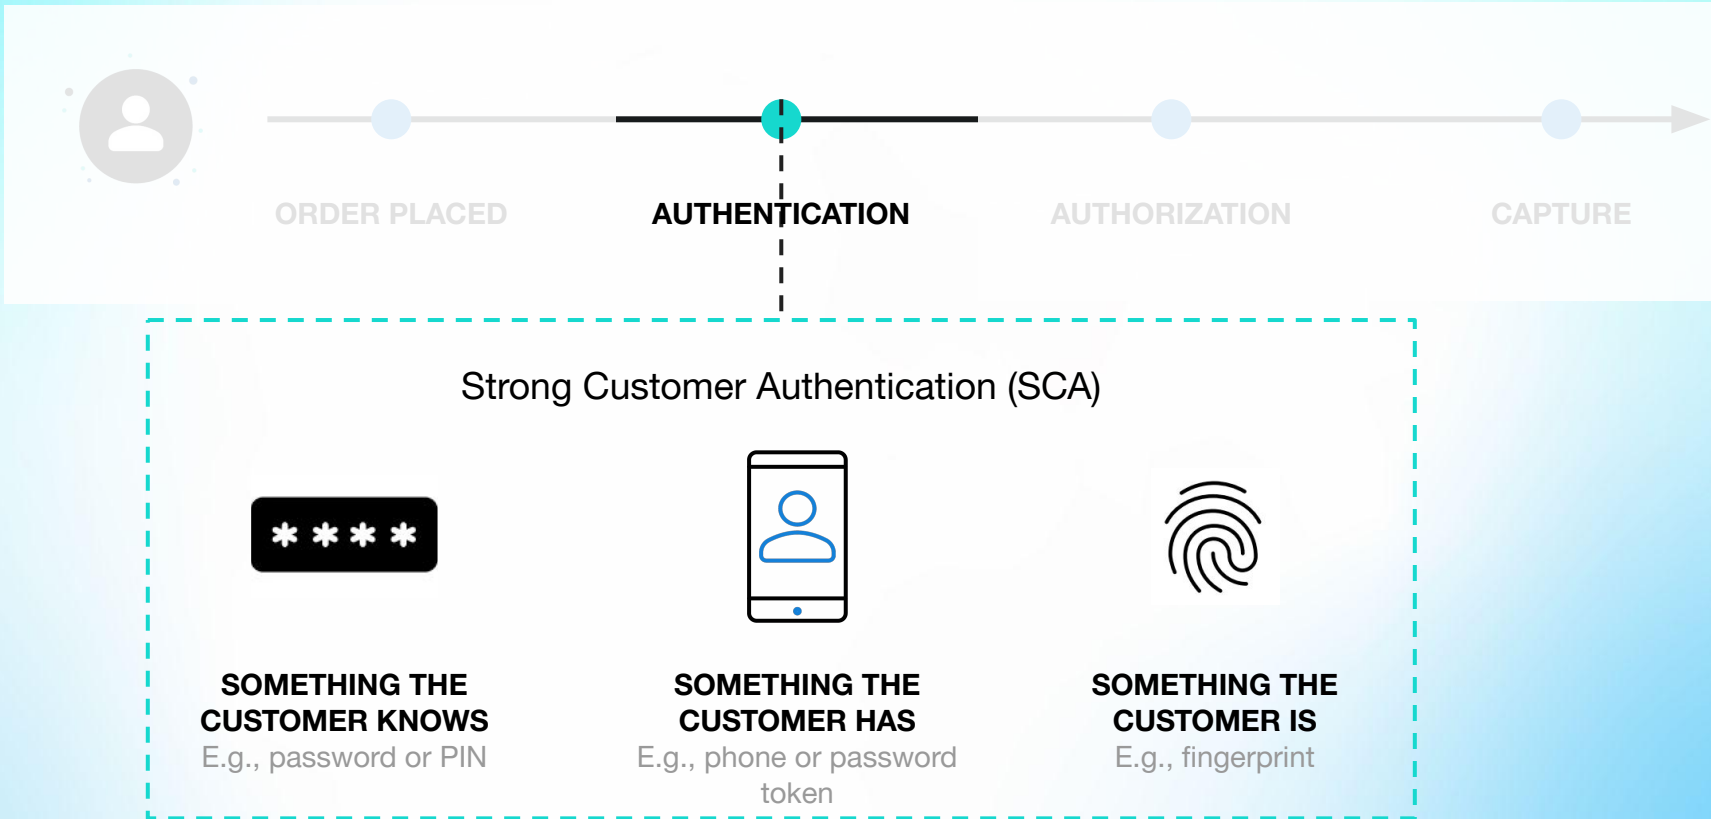 ORDER PLACED
AUTHENTICATION
AUTHORIZATION
CAPTURE
Strong Customer Authentication (SCA)
****
SOMETHING THE
CUSTOMER KNOWS
E.g., password or PIN
SOMETHING THE
CUSTOMER HAS
E.g., phone or password
token
SOMETHING THE
CUSTOMER IS
E.g., fingerprint